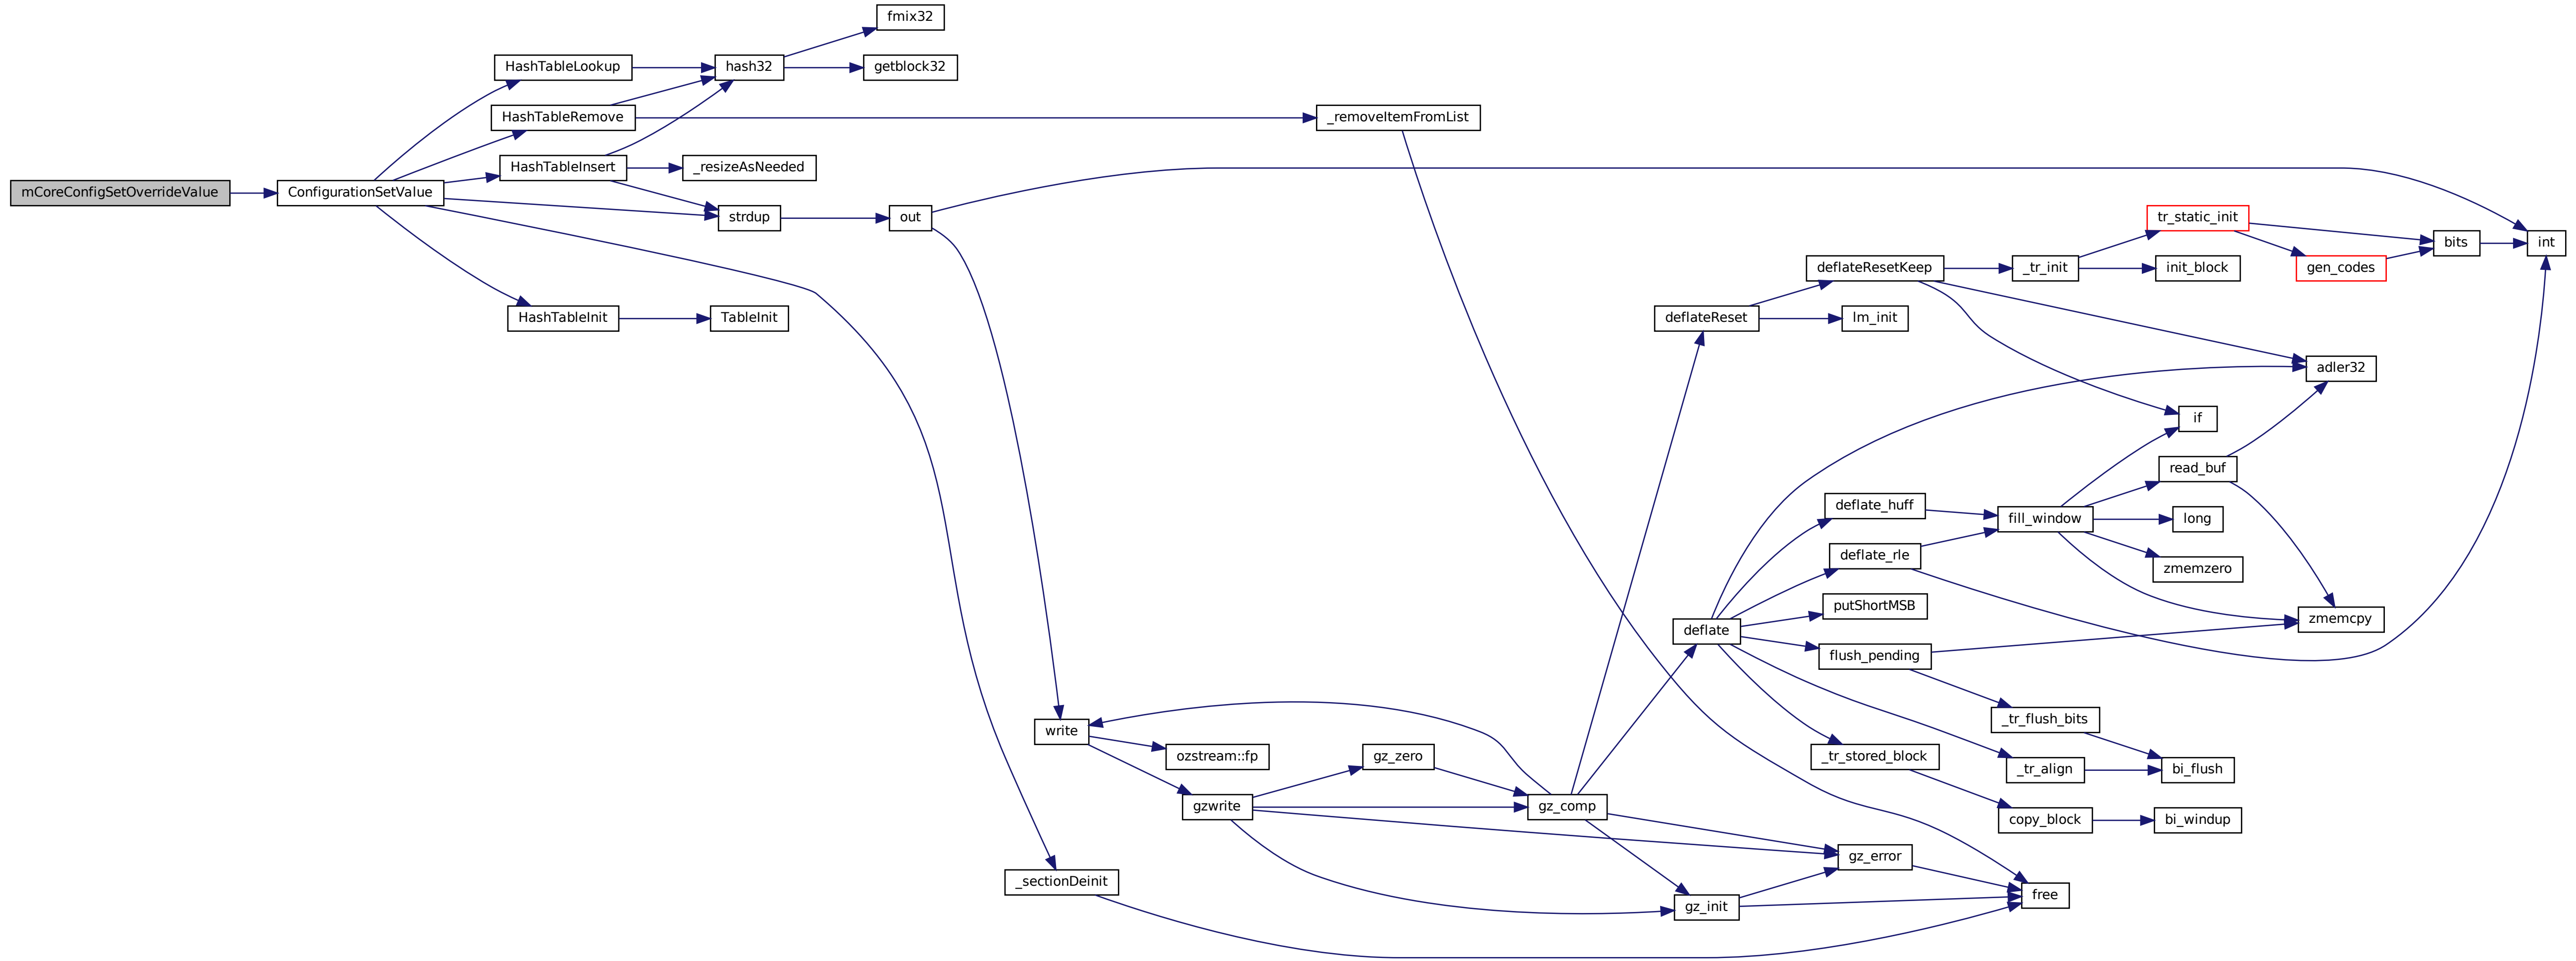 fmix32
HashTableLookup
hash32
getblock32
HashTableRemove
_removeItemFromList
HashTableInsert
_resizeAsNeeded
mCoreConfigSetOverrideValue
ConfigurationSetValue
strdup
out
tr_static_init
bits
int
deflateResetKeep
_tr_init
init_block
gen_codes
HashTableInit
TableInit
deflateReset
lm_init
adler32
if
read_buf
deflate_huff
fill_window
long
deflate_rle
zmemzero
putShortMSB
zmemcpy
deflate
flush_pending
_tr_flush_bits
write
ozstream::fp
gz_zero
_tr_stored_block
_tr_align
bi_flush
gzwrite
gz_comp
copy_block
bi_windup
gz_error
_sectionDeinit
free
gz_init